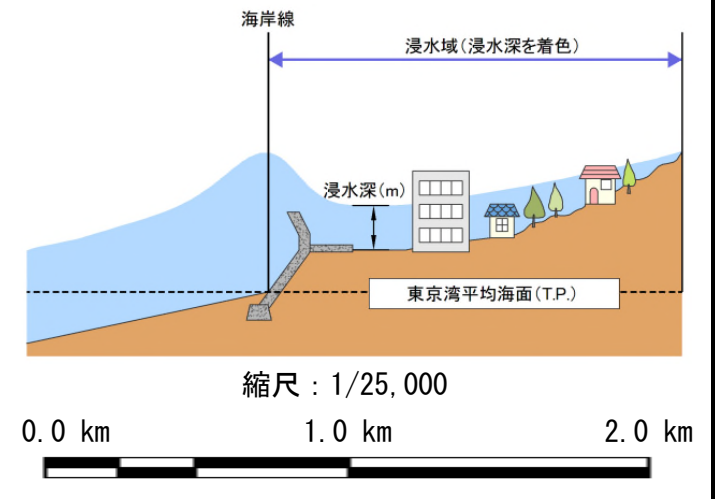 海岸線
浸水域(浸水深を着色)
浸水深(m)
東京湾平均海面(T.P.)
縮尺:1/25,000
0.0 km 1.0 km 2.0 km